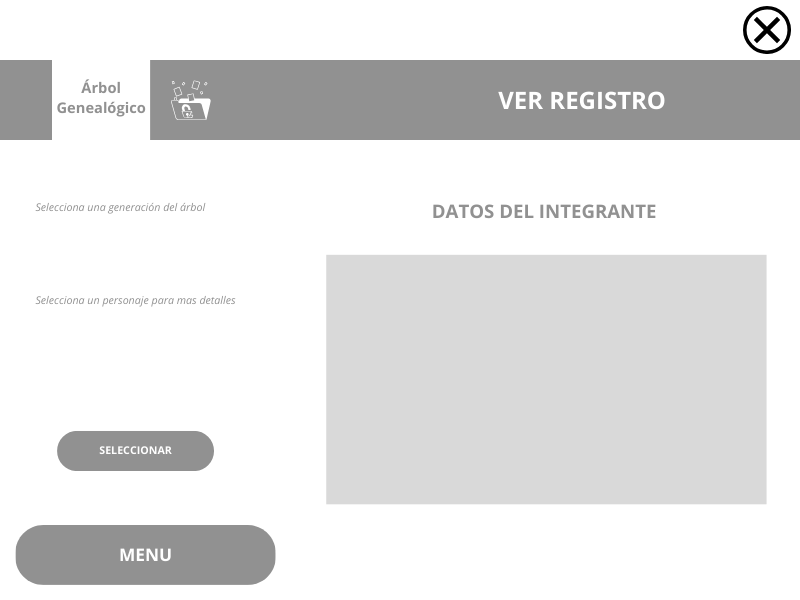 Árbol
Genealógico
VER REGISTRO
Selecciona una generación del árbol
DATOS DEL INTEGRANTE
Selecciona un personaje para mas detalles
SELECCIONAR
MENU